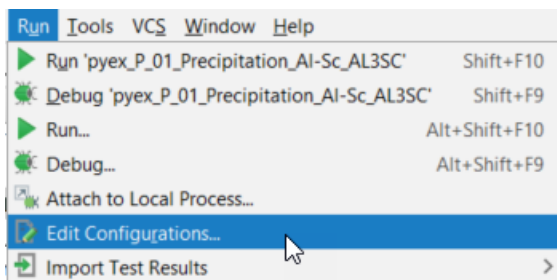 Run Tools VCS Window Help
Run 'pyex_P_01_Precipitation_Al-Sc_AL3SC' Shift+F10
Debug 'pyex_P_01_Precipitation_Al-Sc_AL3SC' Shift+F9
Run... Alt+Shift+F10
Debug... Alt+Shift+F9
Attach to Local Process...
Edit Configurations...
Import Test Results